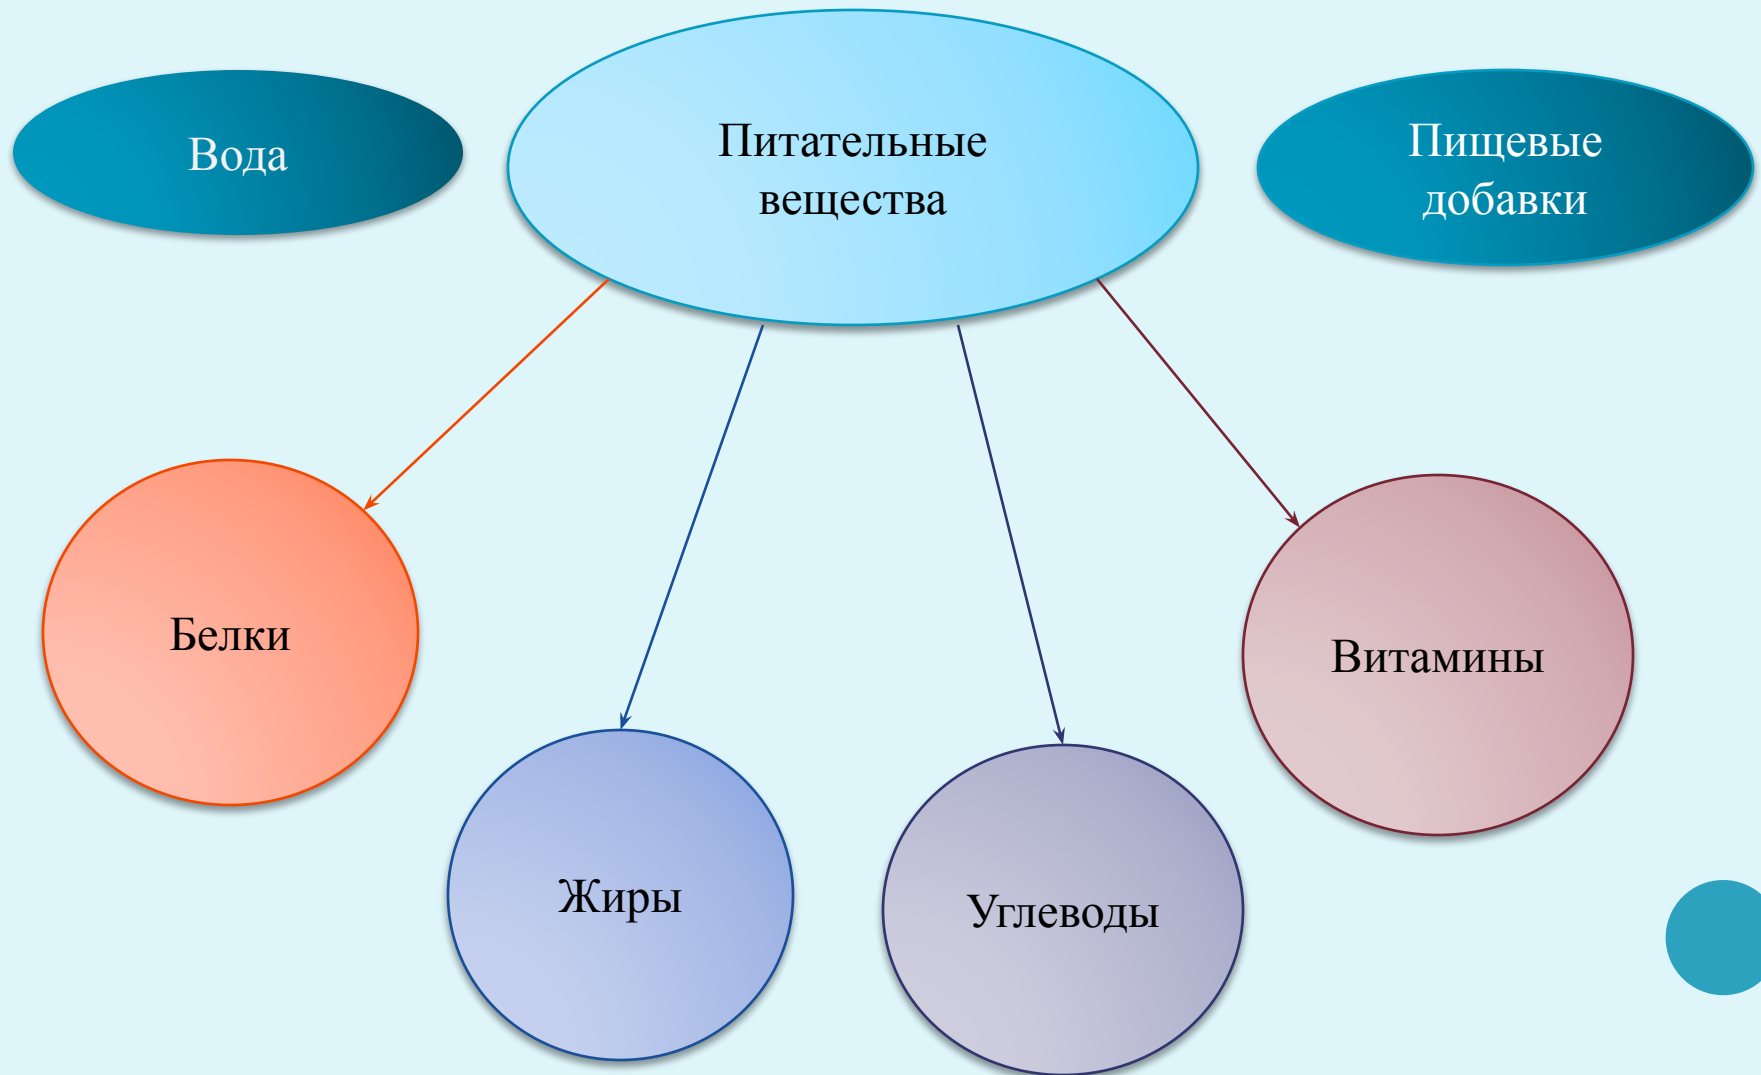 Вода
Питательные
вещества
Пищевые
добавки
Белки
Витамины
Жиры
Углеводы